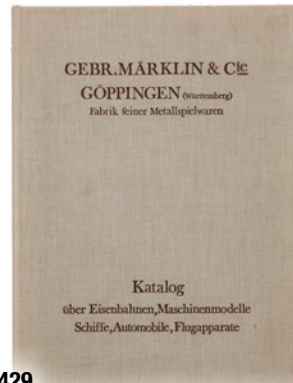 GEBR.MÄRKLIN & Cie
GÖPPINGEN (Württemberg)
Fabrik feiner Metallspielwaren
Katalog
über Eisenbahnen, Maschinenmodelle
Schiffe, Automobile, Flugapparate
429